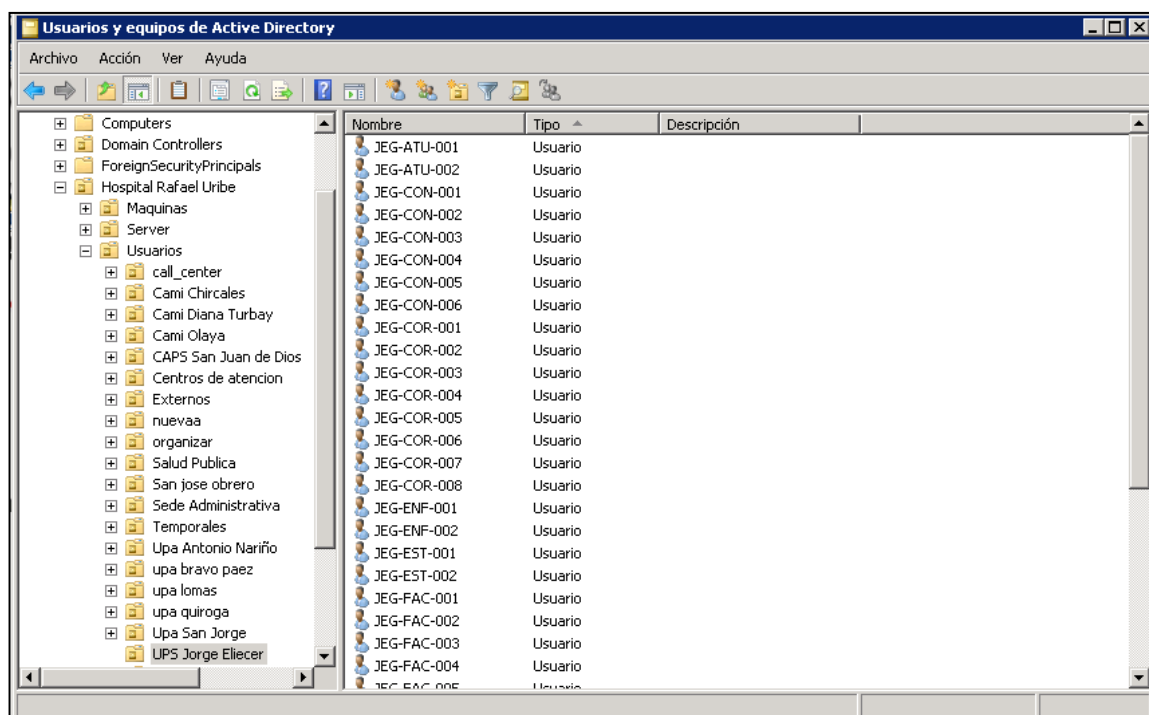 Usuarios y equipos de Active Directory
Archivo Acción Ver Ayuda
Computers
Domain Controllers
ForeignSecurityPrincipals
Hospital Rafael Uribe
Maquinas
Server
Usuarios
call_center
Cami Chircales
Cami Diana Turbay
Cami Olaya
CAPS San Juan de Dios
Centros de atencion
Externos
nuevaa
organizar
Salud Publica
San jose obrero
Sede Administrativa
Temporales
Upa Antonio Nariño
upa bravo paez
upa lomas
upa quiroga
Upa San Jorge
UPS Jorge Eliecer
Nombre Tipo Descripción
JEG-ATU-001 Usuario
JEG-ATU-002 Usuario
JEG-CON-001 Usuario
JEG-CON-002 Usuario
JEG-CON-003 Usuario
JEG-CON-004 Usuario
JEG-CON-005 Usuario
JEG-CON-006 Usuario
JEG-COR-001 Usuario
JEG-COR-002 Usuario
JEG-COR-003 Usuario
JEG-COR-004 Usuario
JEG-COR-005 Usuario
JEG-COR-006 Usuario
JEG-COR-007 Usuario
JEG-COR-008 Usuario
JEG-ENF-001 Usuario
JEG-ENF-002 Usuario
JEG-EST-001 Usuario
JEG-EST-002 Usuario
JEG-FAC-001 Usuario
JEG-FAC-002 Usuario
JEG-FAC-003 Usuario
JEG-FAC-004 Usuario
JEG-FAC-005 Usuario